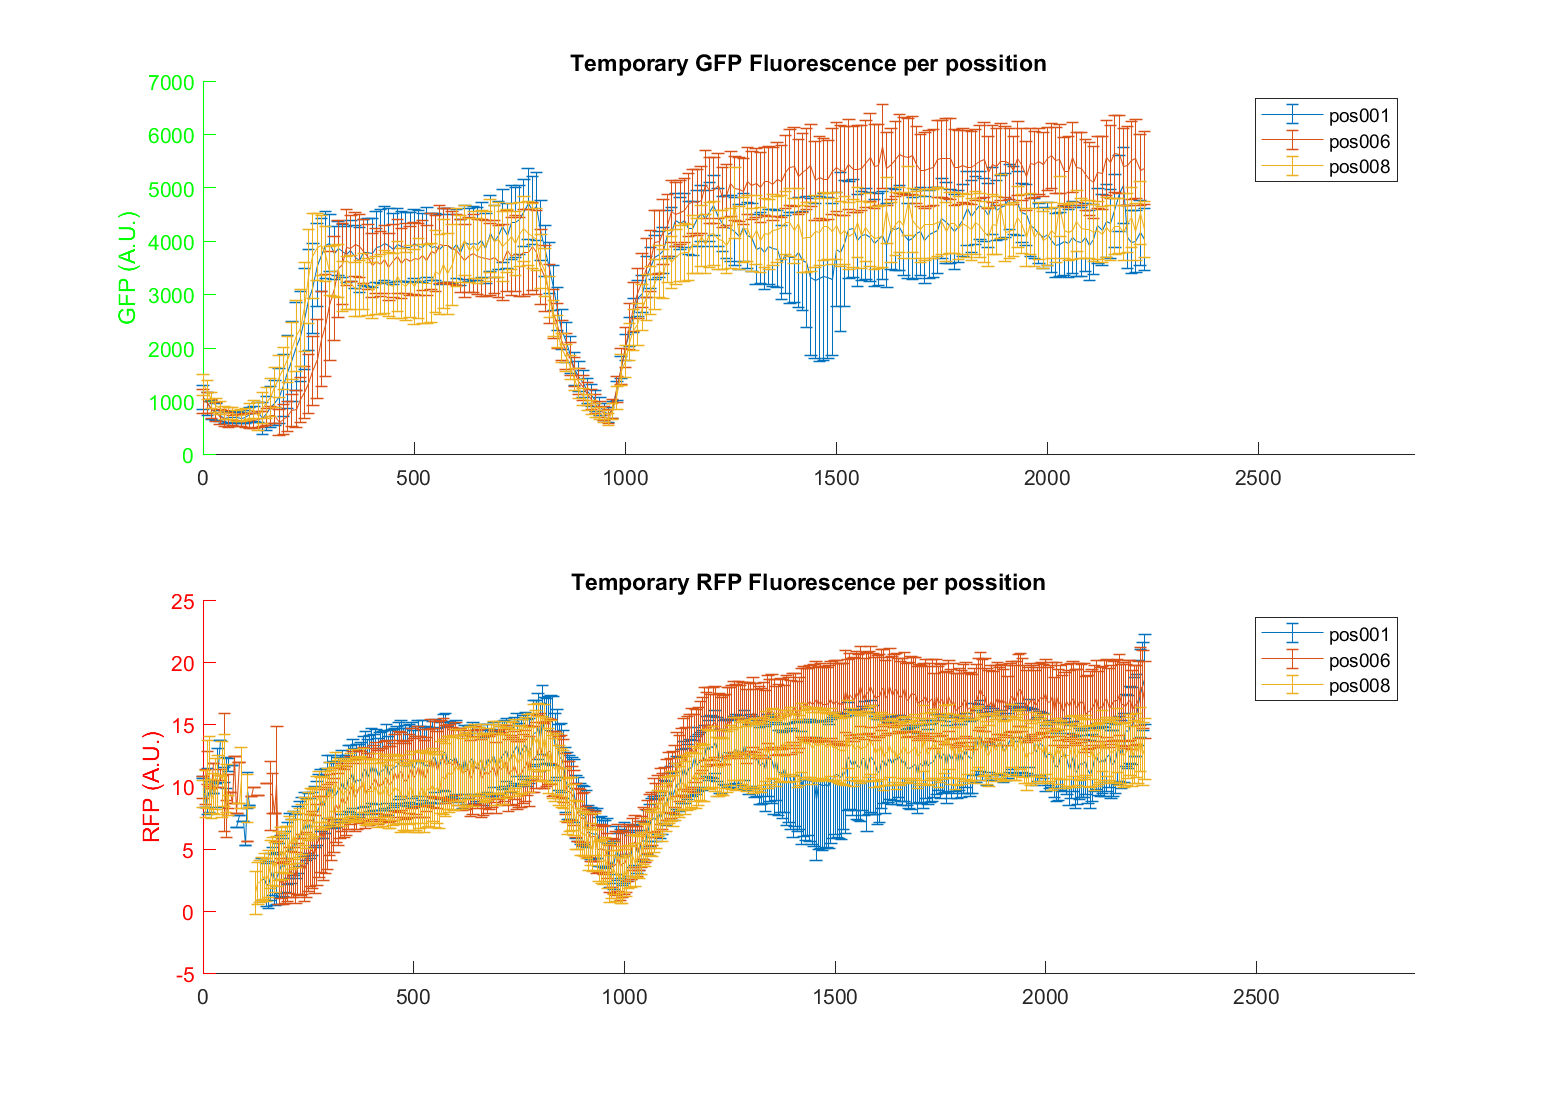 Temporary GFP Fluorescence per possition
7000
6000
5000
4000
3000
2000
1000
0
GFP (A.U.)
0 500 1000 1500 2000 2500
pos001
pos006
pos008
Temporary RFP Fluorescence per possition
25
20
15
10
5
0
-5
RFP (A.U.)
0 500 1000 1500 2000 2500
pos001
pos006
pos008